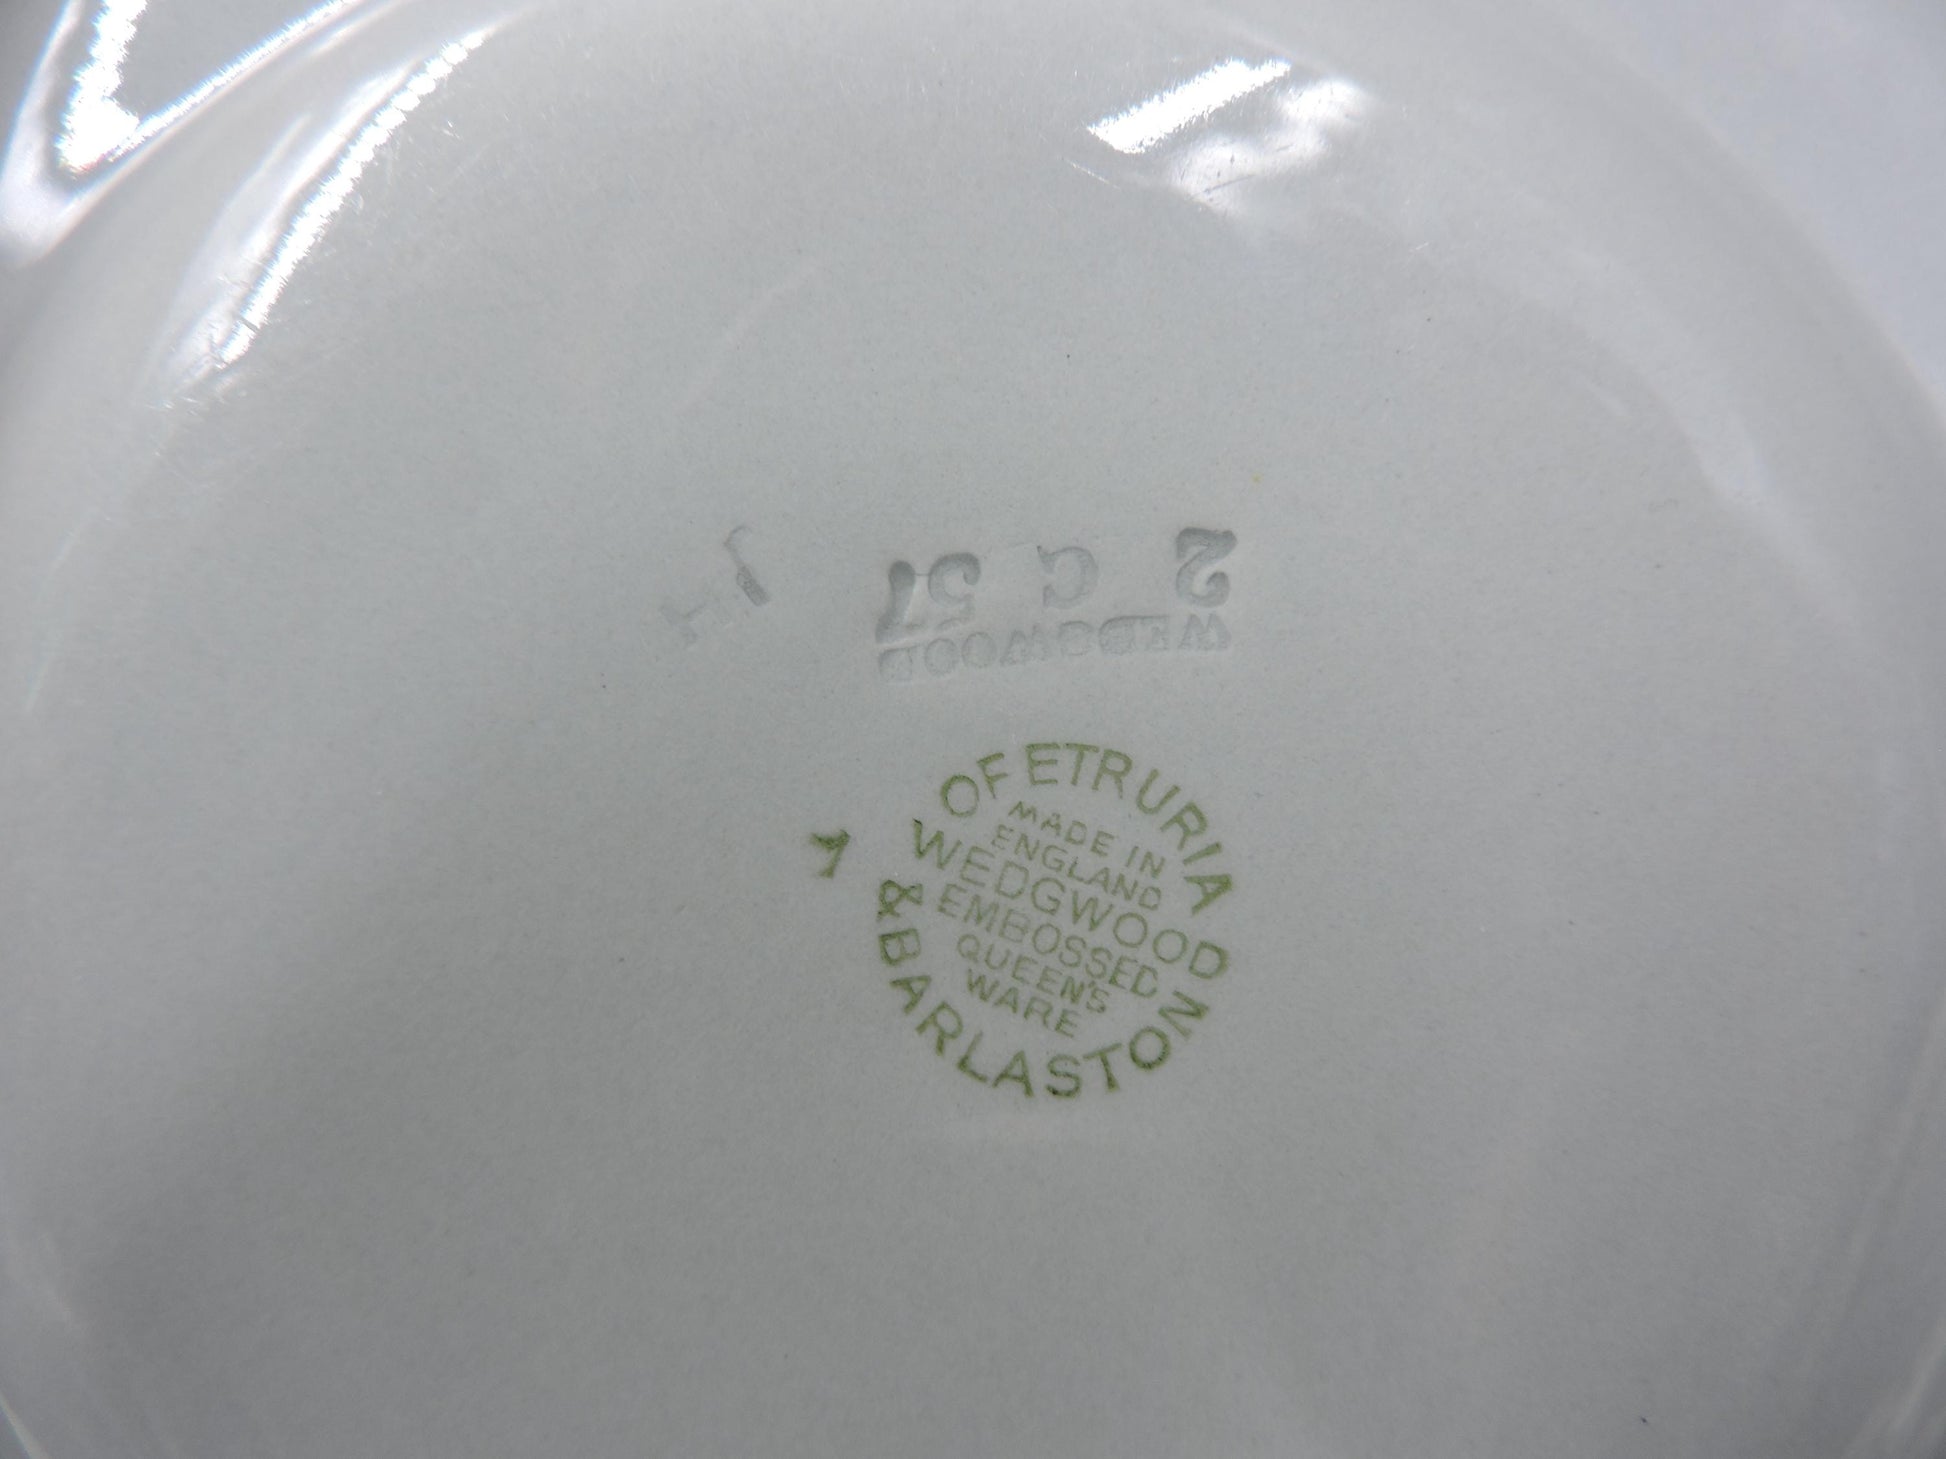 2 C 57
WEDGWOOD
OF ETRURIA
MADE IN
ENGLAND
WEDGWOOD
EMBOSSED
QUEEN'S
WARE
& BARLASTON